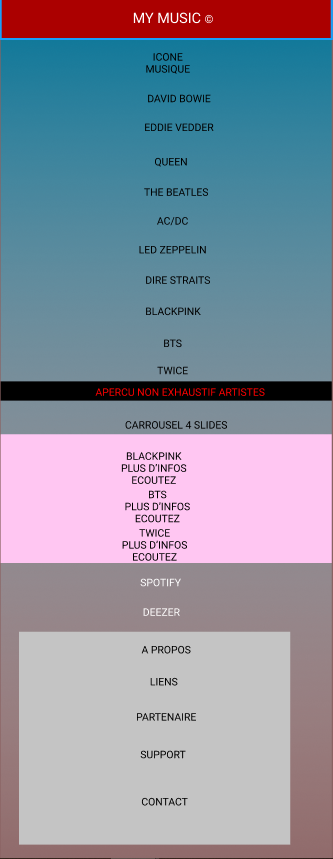 MY MUSIC ©
ICONE
MUSIQUE
DAVID BOWIE
EDDIE VEDDER
QUEEN
THE BEATLES
AC/DC
LED ZEPPELIN
DIRE STRAITS
BLACKPINK
BTS
TWICE
APERCU NON EXHAUSTIF ARTISTES
CARROUSEL 4 SLIDES
BLACKPINK
PLUS D'INFOS
ECOUTEZ
BTS
PLUS D'INFOS
ECOUTEZ
TWICE
PLUS D'INFOS
ECOUTEZ
SPOTIFY
DEEZER
A PROPOS
LIENS
PARTENAIRE
SUPPORT
CONTACT